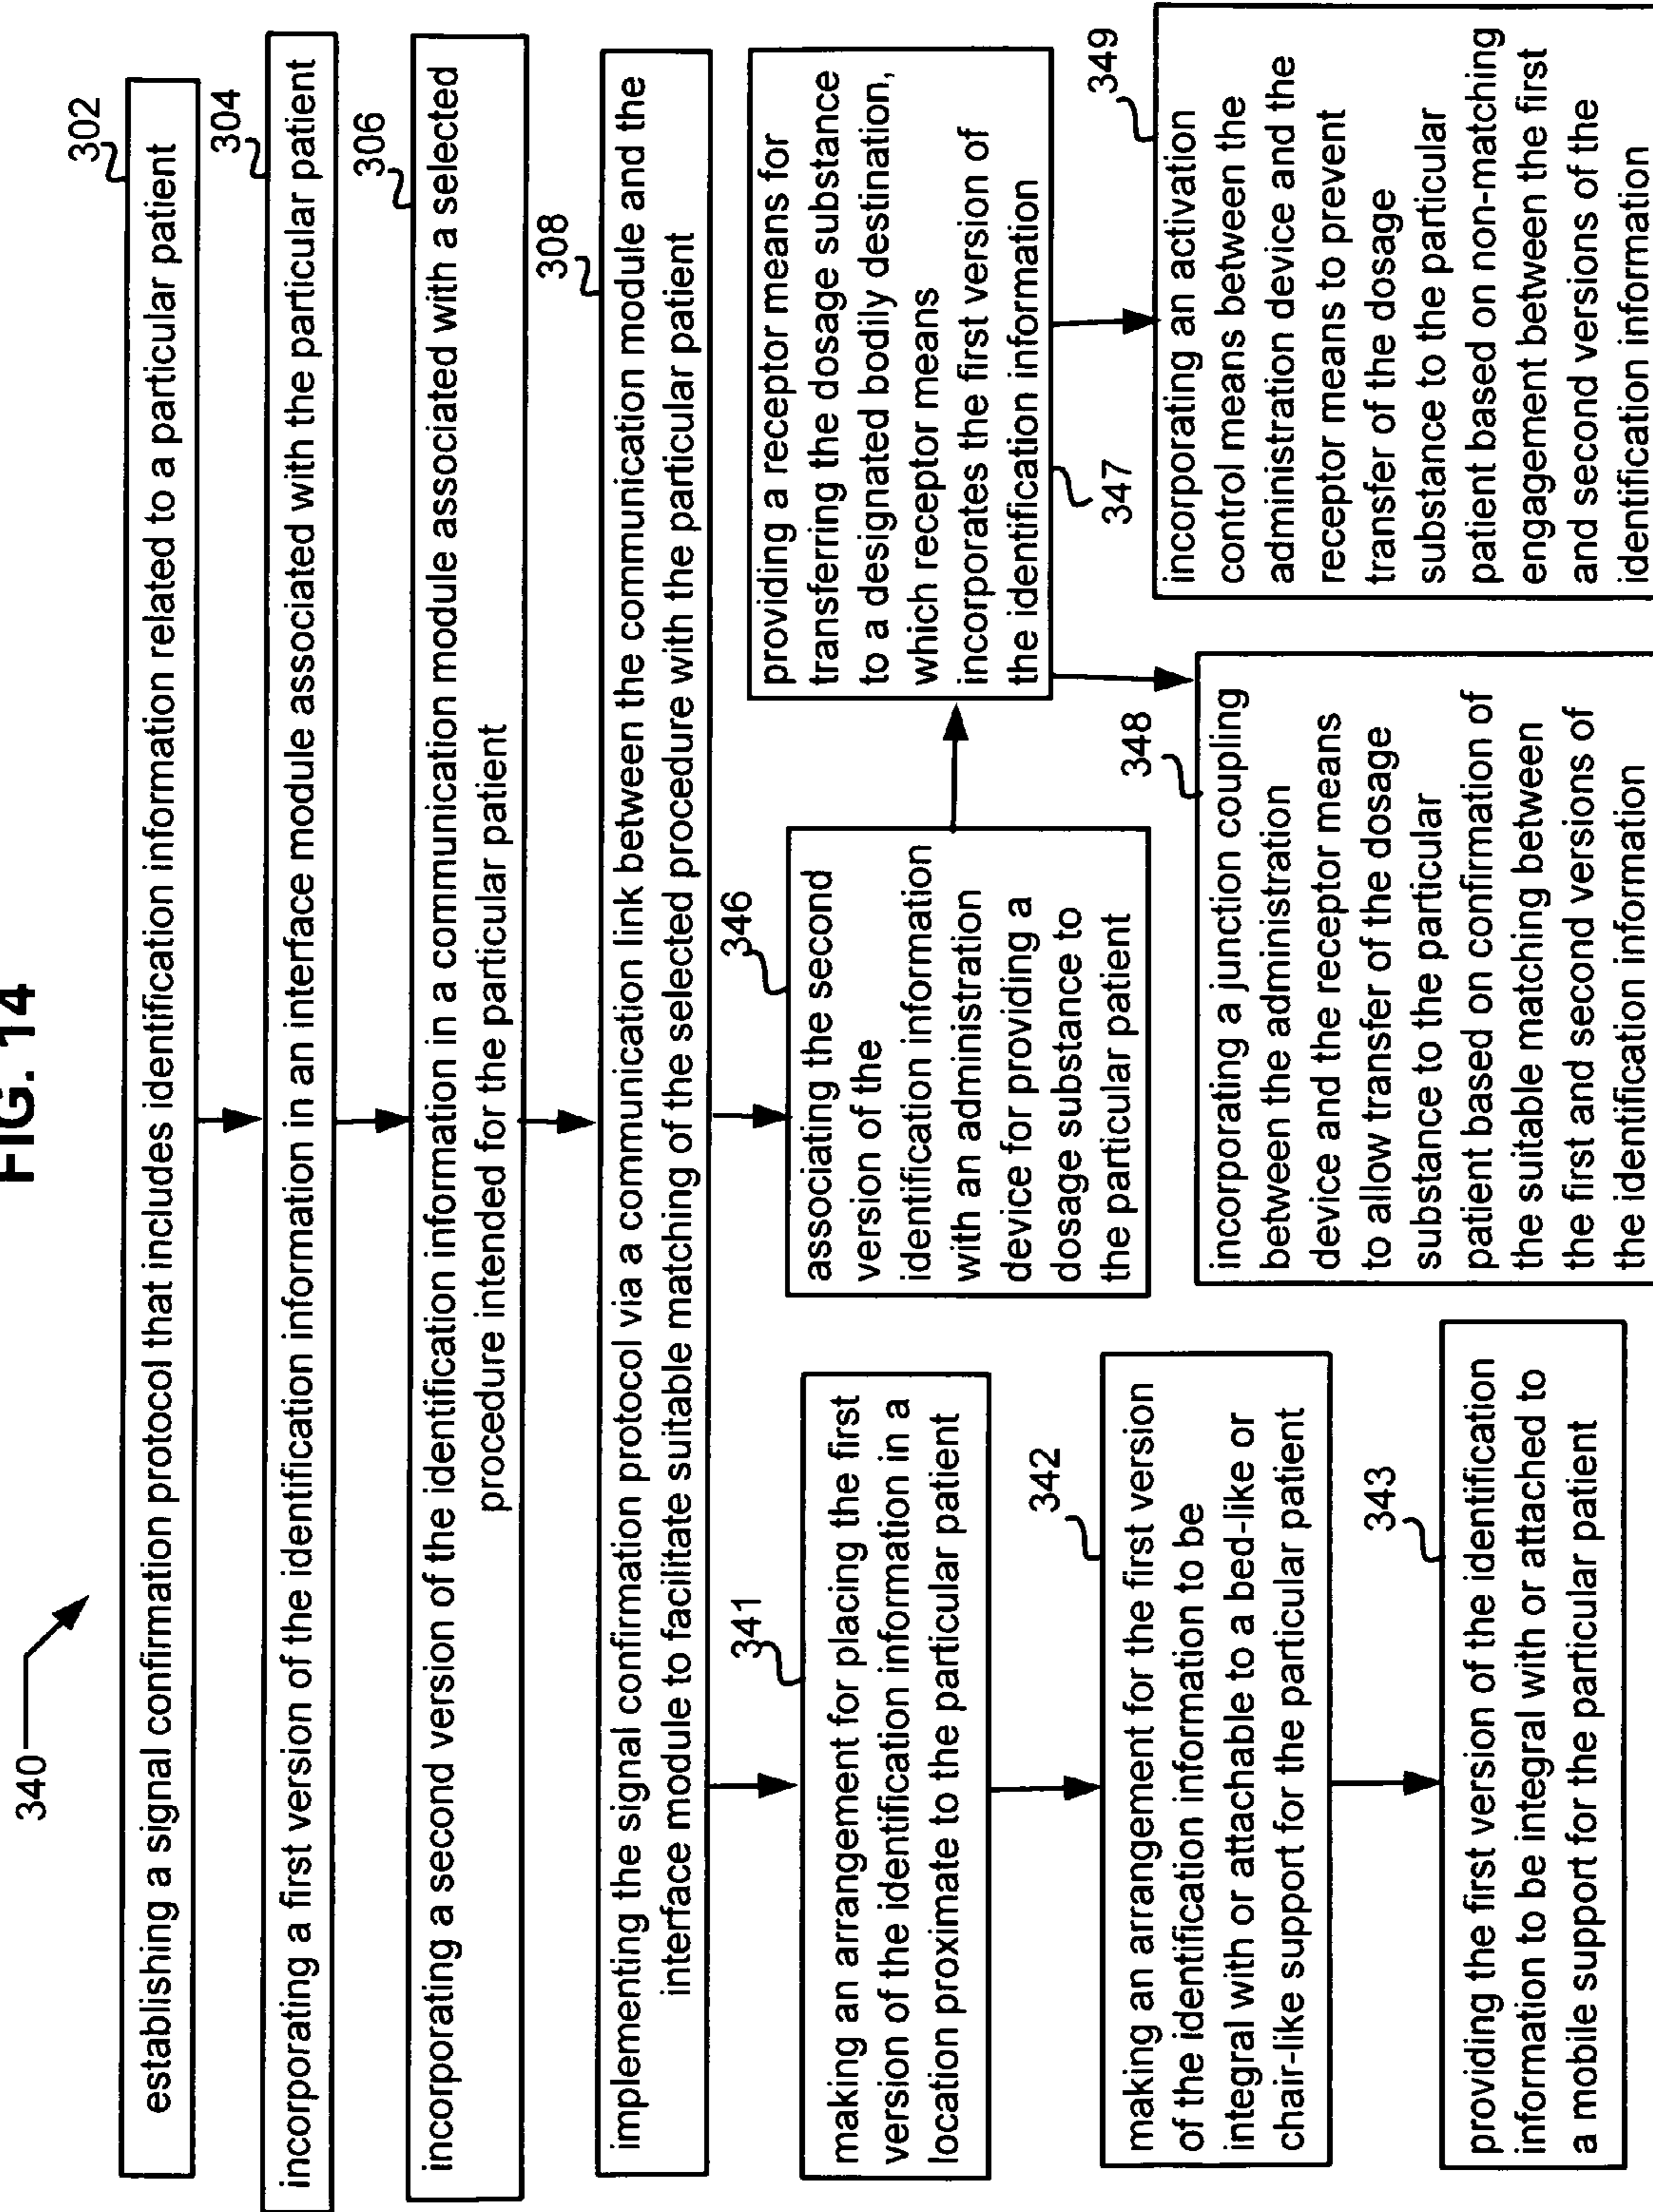 FIG. 14
340
302
establishing a signal confirmation protocol that includes identification information related to a particular patient
304
incorporating a first version of the identification information in an interface module associated with the particular patient
306
incorporating a second version of the identification information in a communication module associated with a selected
procedure intended for the particular patient
308
implementing the signal confirmation protocol via a communication link between the communication module and the
interface module to facilitate suitable matching of the selected procedure with the particular patient
341
making an arrangement for placing the first
version of the identification information in a
location proximate to the particular patient
342
making an arrangement for the first version
of the identification information to be
integral with or attachable to a bed-like or
chair-like support for the particular patient
343
providing the first version of the identification
information to be integral with or attached to
a mobile support for the particular patient
346
associating the second
version of the
identification information
with an administration
device for providing a
dosage substance to
the particular patient
providing a receptor means for
transferring the dosage substance
to a designated bodily destination,
which receptor means
incorporates the first version of
the identification information
347
348
incorporating a junction coupling
between the administration
device and the receptor means
to allow transfer of the dosage
substance to the particular
patient based on confirmation of
the suitable matching between
the first and second versions of
the identification information
349
incorporating an activation
control means between the
administration device and the
receptor means to prevent
transfer of the dosage
substance to the particular
patient based on non-matching
engagement between the first
and second versions of the
identification information